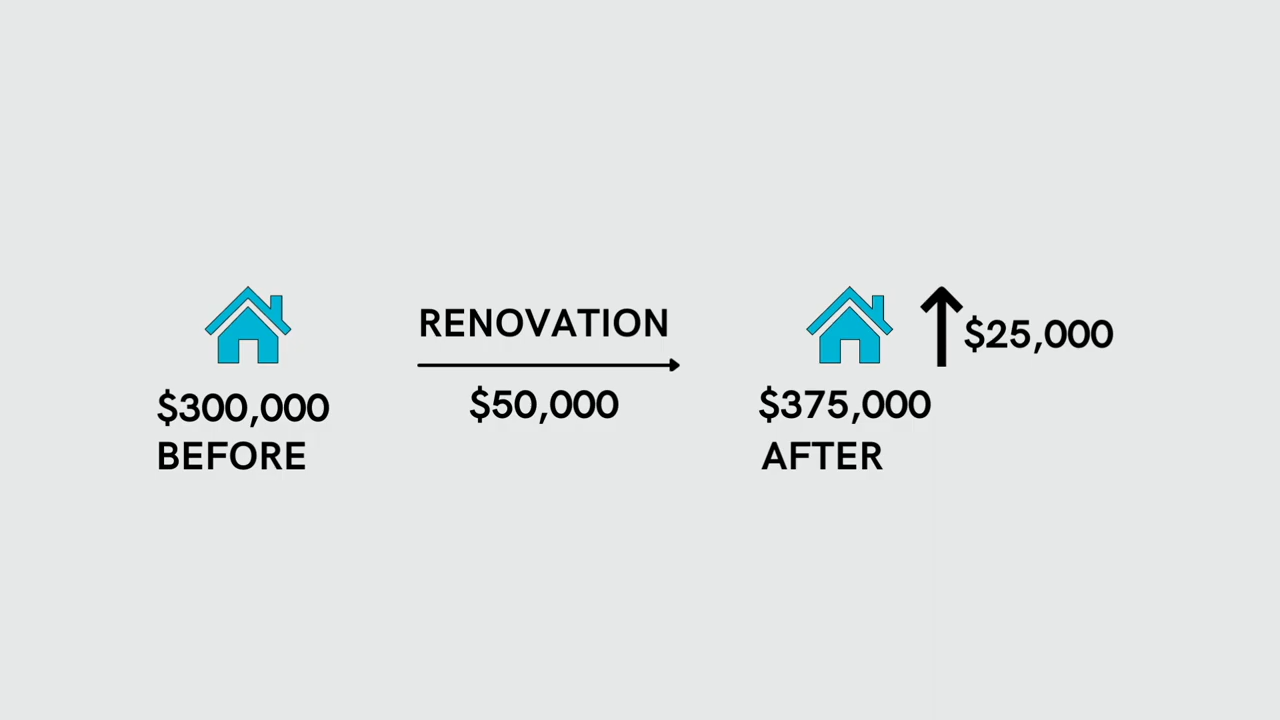 RENOVATION
$25,000
$300,000
$50,000
$375,000
BEFORE
AFTER